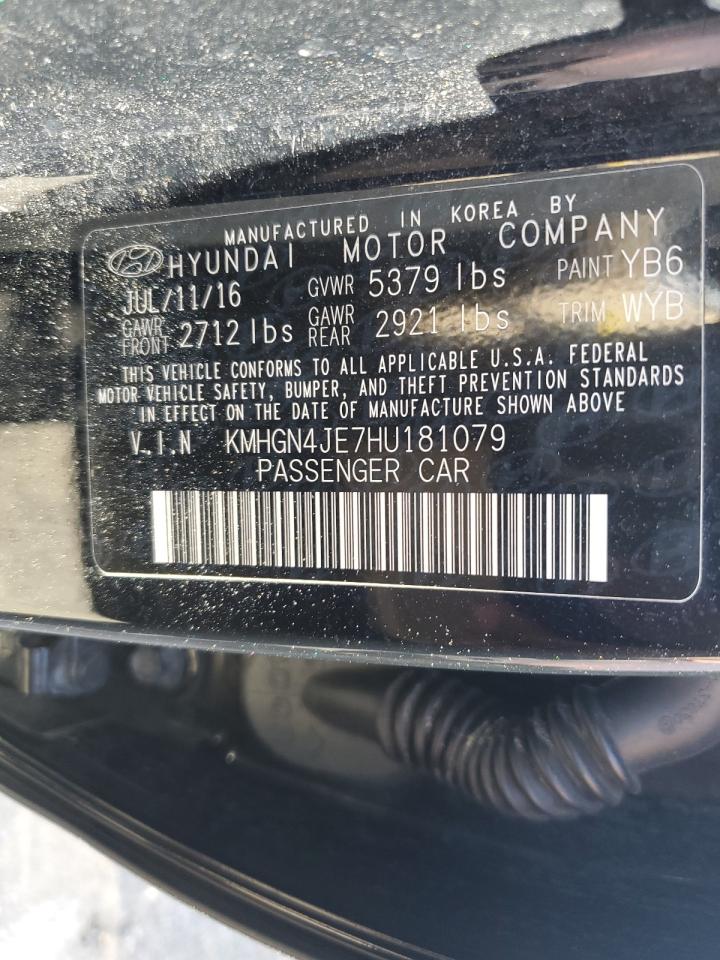 MANUFACTURED IN KOREA BY
HYUNDAI MOTOR COMPANY
JUL/11/16 GVWR 5379 lbs PAINT YB6
GAWR FRONT 2712 lbs GAWR REAR 2921 lbs TRIM WYB
THIS VEHICLE CONFORMS TO ALL APPLICABLE U.S.A. FEDERAL
MOTOR VEHICLE SAFETY, BUMPER, AND THEFT PREVENTION STANDARDS
IN EFFECT ON THE DATE OF MANUFACTURE SHOWN ABOVE
V.I.N KMHGN4JE7HU181079
PASSENGER CAR